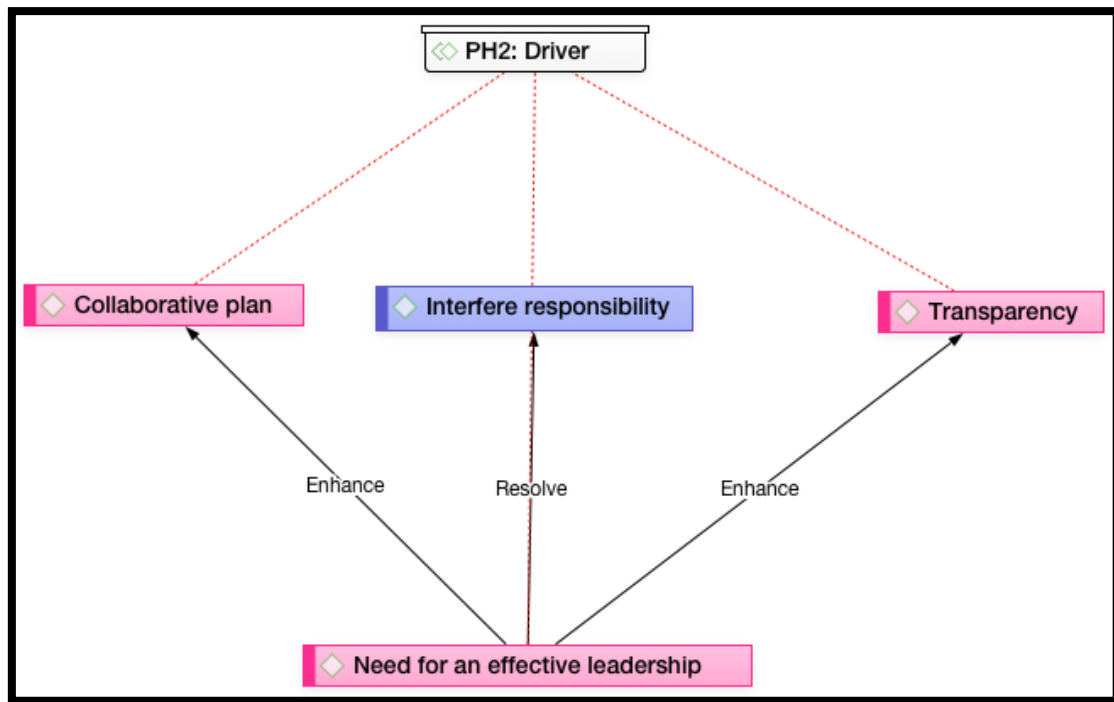 PH2: Driver
Collaborative plan
Interfere responsibility
Transparency
Enhance
Resolve
Enhance
Need for an effective leadership